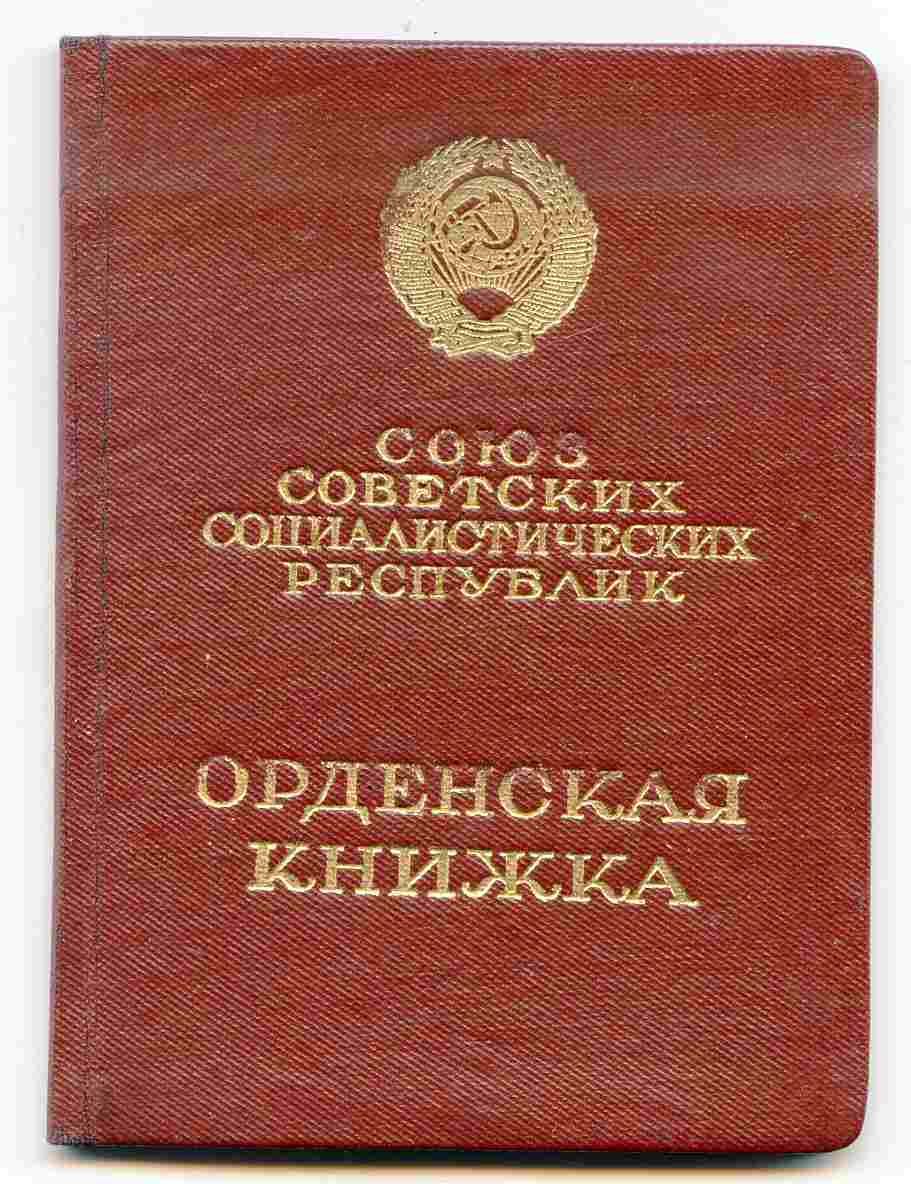 СОЮЗ
СОВЕТСКИХ
СОЦИАЛИСТИЧЕСКИХ
РЕСПУБЛИК
ОРДЕНСКАЯ
КНИЖКА